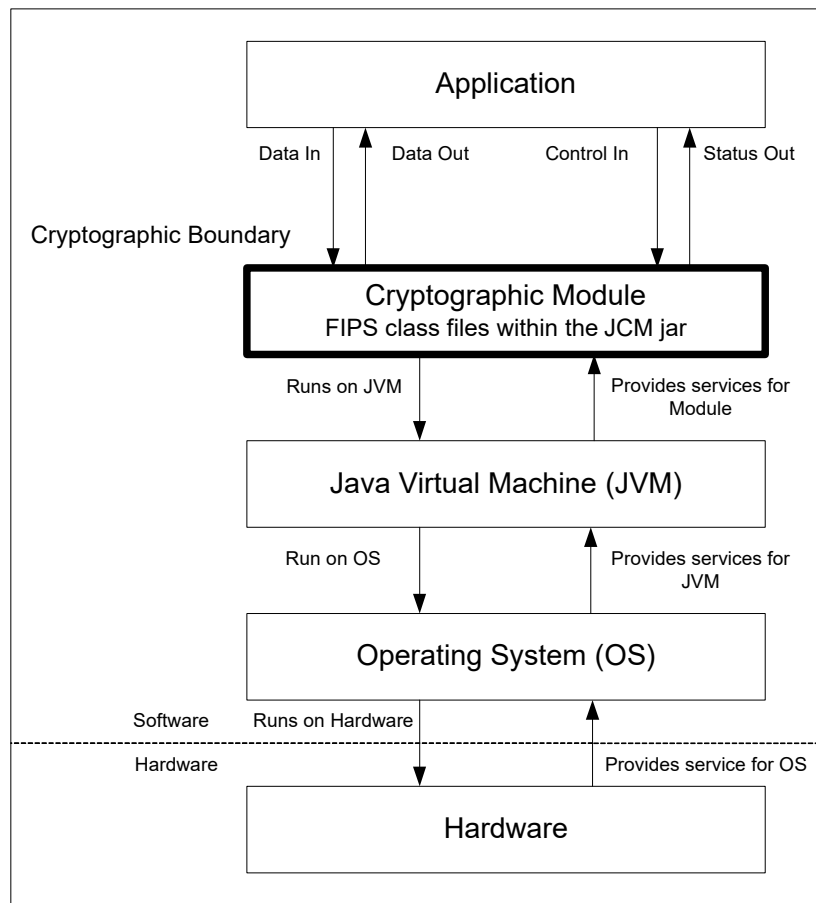 Application
Data In
Data Out
Control In
Status Out
Cryptographic Boundary
Cryptographic Module
FIPS class files within the JCM jar
Runs on JVM
Provides services for
Module
Java Virtual Machine (JVM)
Run on OS
Provides services for
JVM
Operating System (OS)
Software
Runs on Hardware
Hardware
Provides service for OS
Hardware